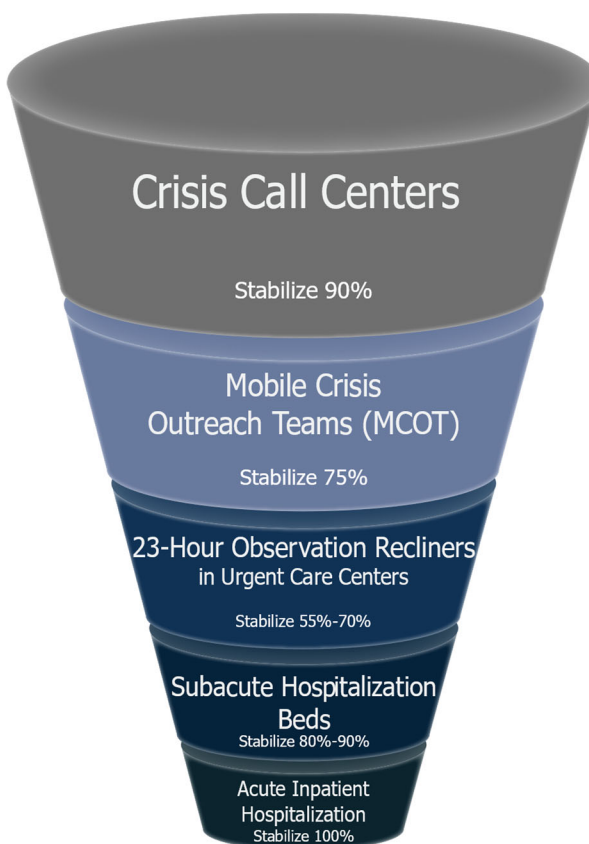 Crisis Call Centers
Stabilize 90%
Mobile Crisis
Outreach Teams (MCOT)
Stabilize 75%
23-Hour Observation Recliners
in Urgent Care Centers
Stabilize 55%-70%
Subacute Hospitalization
Beds
Stabilize 80%-90%
Acute Inpatient
Hospitalization
Stabilize 100%